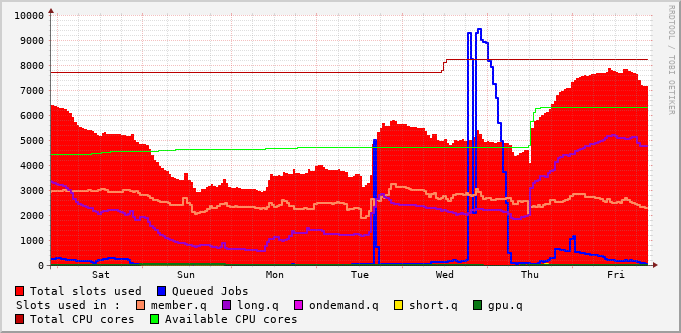 10000
9000
8000
7000
6000
5000
4000
3000
2000
1000
0
Sat Sun Mon Tue Wed Thu Fri
Total slots used Queued Jobs
Slots used in : member.q long.q ondemand.q short.q gpu.q
Total CPU cores Available CPU cores
RRDTOOL / TOBI OETIKER